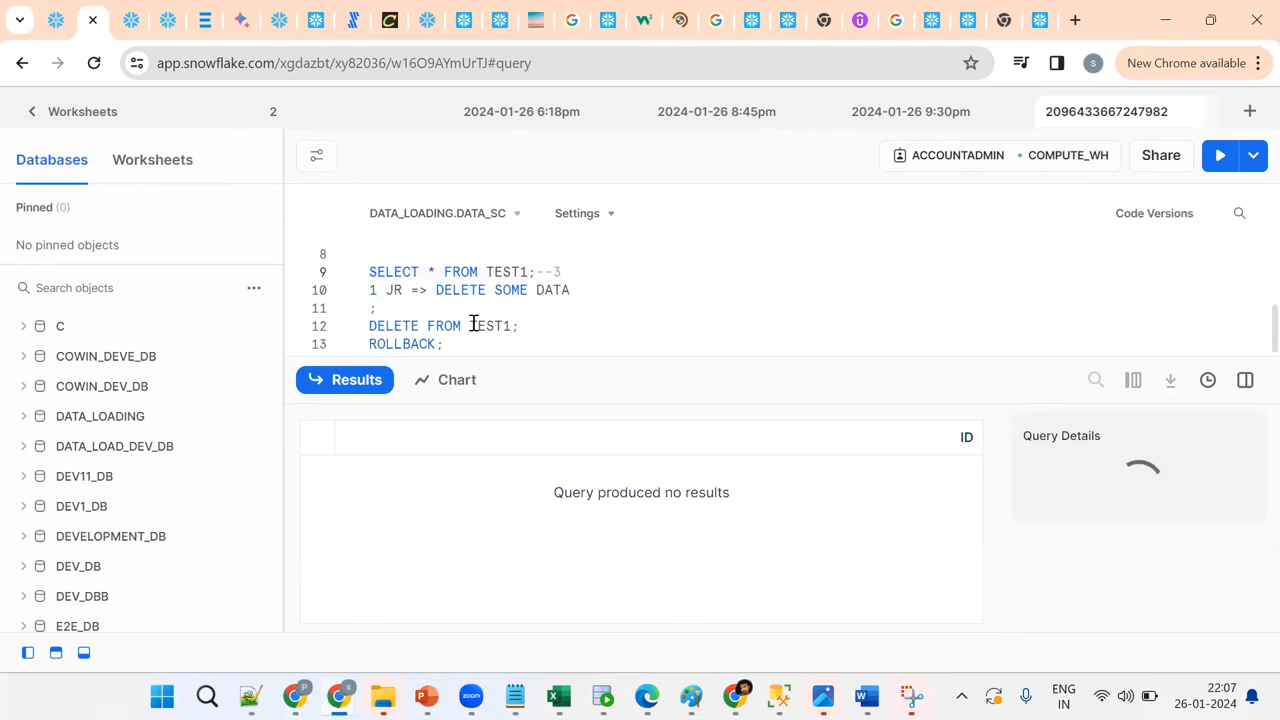 app.snowflake.com/xgdazbt/xy82036/w16O9AYmUrTJ#query
S
New Chrome available
Worksheets
2
2024-01-26 6:18pm
2024-01-26 8:45pm
2024-01-26 9:30pm
2096433667247982
Databases
Worksheets
ACCOUNTADMIN
COMPUTE_WH
Share
Pinned (0)
No pinned objects
DATA_LOADING.DATA_SC
Settings
Code Versions
Search objects
8
9 SELECT * FROM TEST1;--3
10 1 JR => DELETE SOME DATA
11 ;
12 DELETE FROM TEST1;
13 ROLLBACK;
C
COWIN_DEVE_DB
COWIN_DEV_DB
DATA_LOADING
DATA_LOAD_DEV_DB
DEV11_DB
DEV1_DB
DEVELOPMENT_DB
DEV_DB
DEV_DBB
E2E_DB
Results
Chart
ID
Query produced no results
Query Details
ENG
IN
22:07
26-01-2024